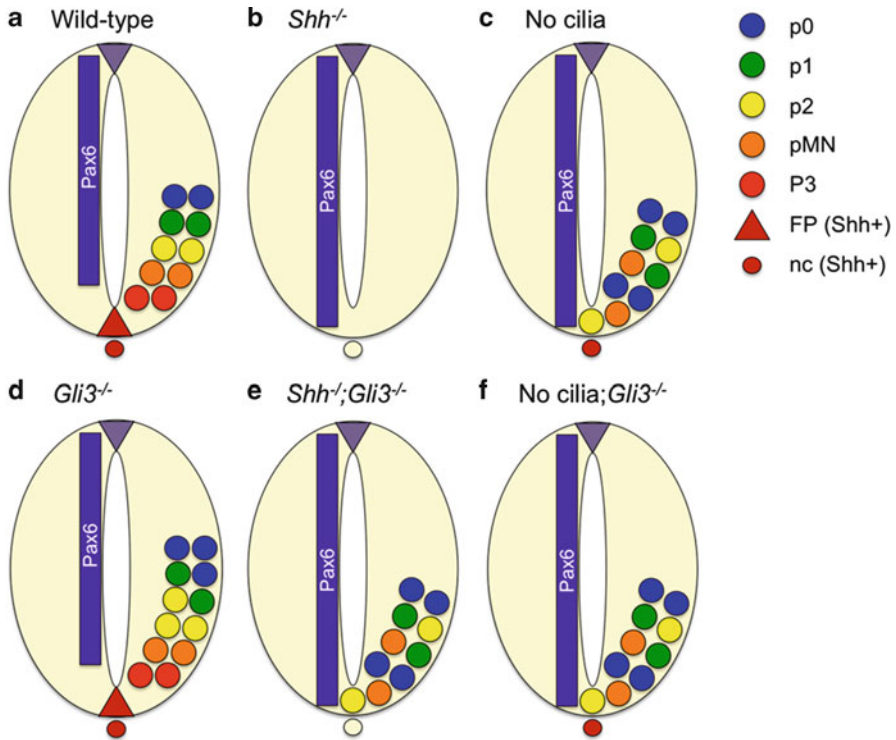 a Wild-type
b Shh-/-
c No cilia
Pax6
Pax6
Pax6
p0
p1
p2
pMN
P3
FP (Shh+)
nc (Shh+)
d Gli3-/-
e Shh-/-;Gli3-/-
f No cilia;Gli3-/-
Pax6
Pax6
Pax6